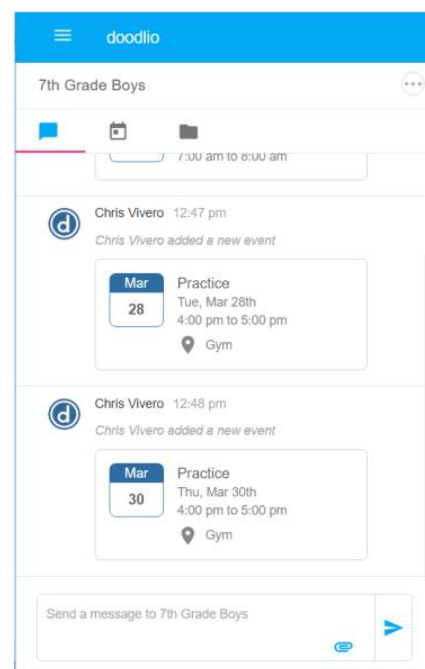 doodlio
7th Grade Boys
7:00 am to 8:00 am
d
Chris Vivero 12:47 pm
Chris Vivero added a new event
Mar
28
Practice
Tue, Mar 28th
4:00 pm to 5:00 pm
Gym
d
Chris Vivero 12:48 pm
Chris Vivero added a new event
Mar
30
Practice
Thu, Mar 30th
4:00 pm to 5:00 pm
Gym
Send a message to 7th Grade Boys